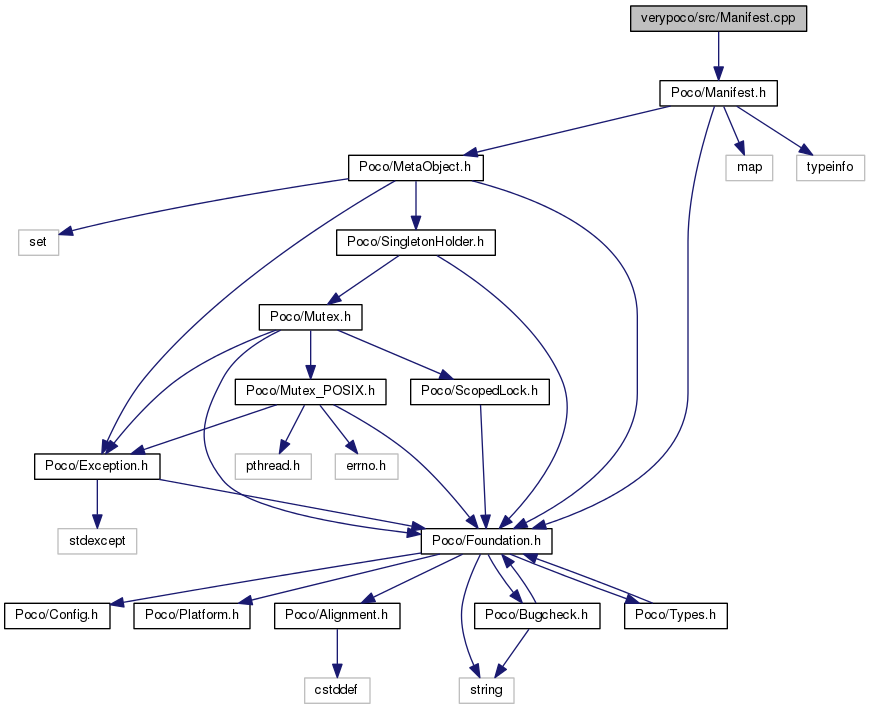 verypoco/src/Manifest.cpp
Poco/Manifest.h
Poco/MetaObject.h
map
typeinfo
set
Poco/SingletonHolder.h
Poco/Mutex.h
Poco/Mutex_POSIX.h
Poco/ScopedLock.h
Poco/Exception.h
pthread.h
errno.h
stdexcept
Poco/Foundation.h
Poco/Config.h
Poco/Platform.h
Poco/Alignment.h
Poco/Bugcheck.h
Poco/Types.h
cstddef
string